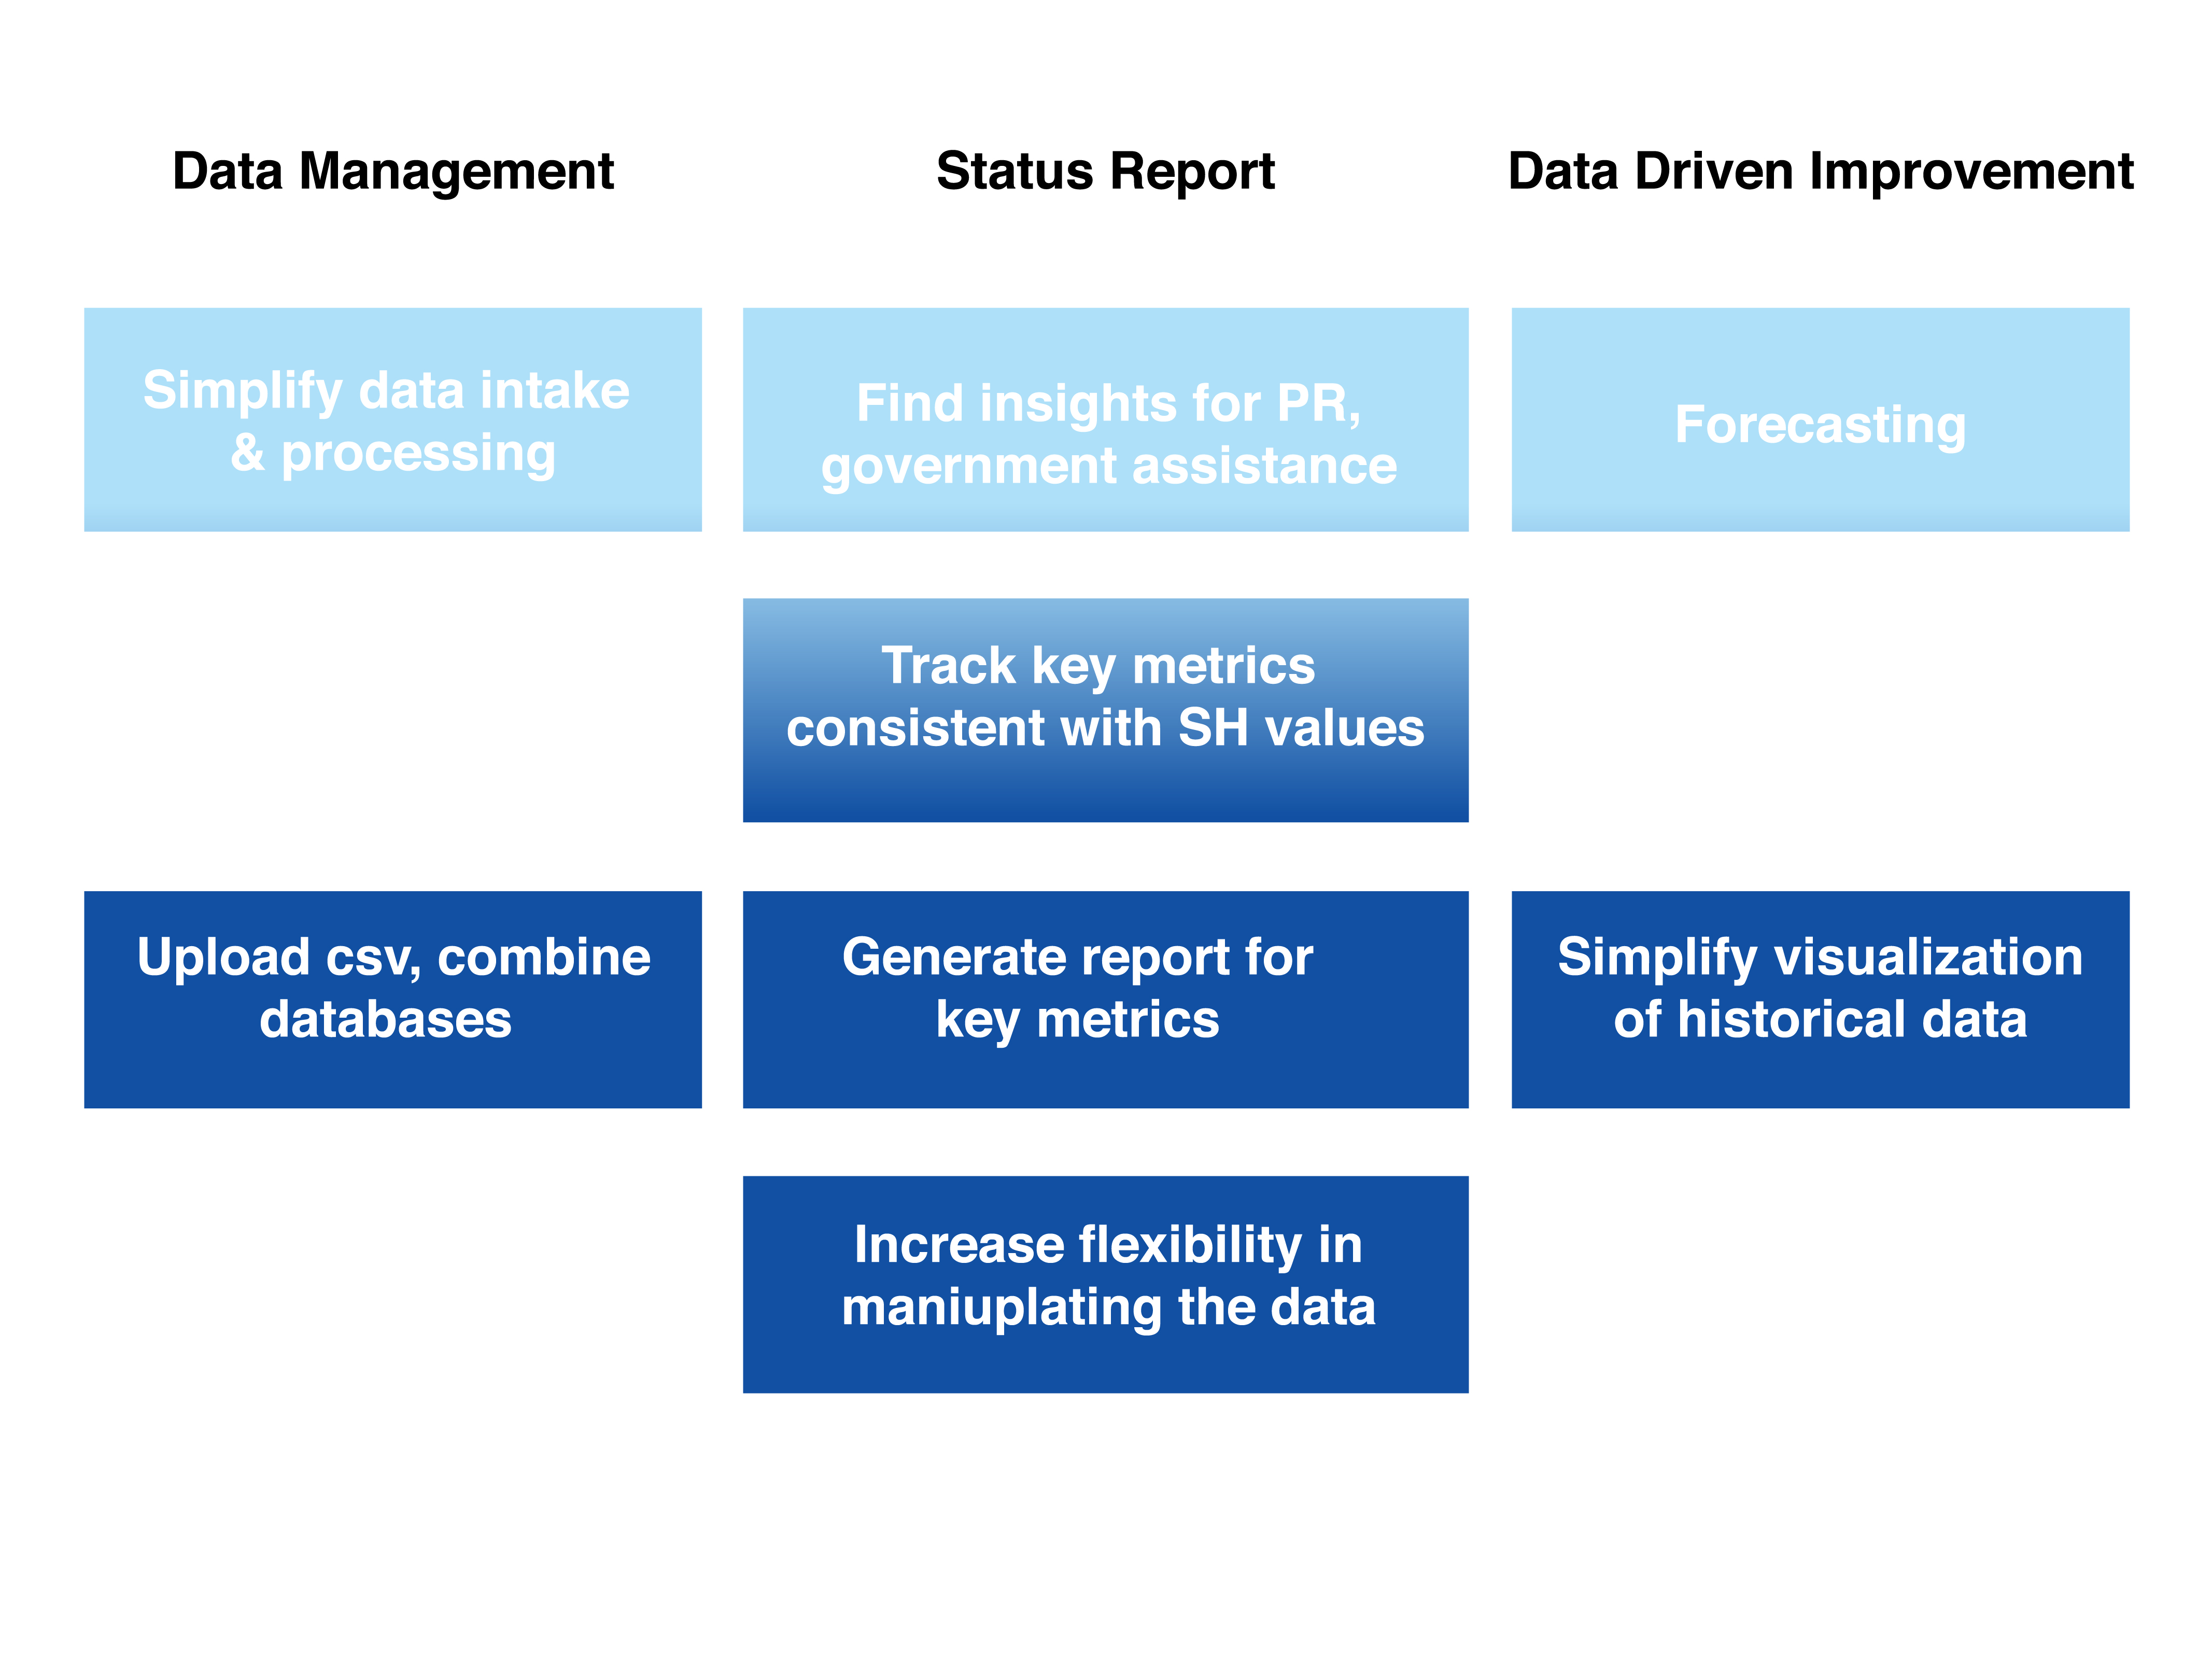 Data Management
Status Report
Data Driven Improvement
Simplify data intake
& processing
Find insights for PR,
government assistance
Forecasting
Track key metrics
consistent with SH values
Upload csv, combine
databases
Generate report for
key metrics
Simplify visualization
of historical data
Increase flexibility in
maniuplating the data